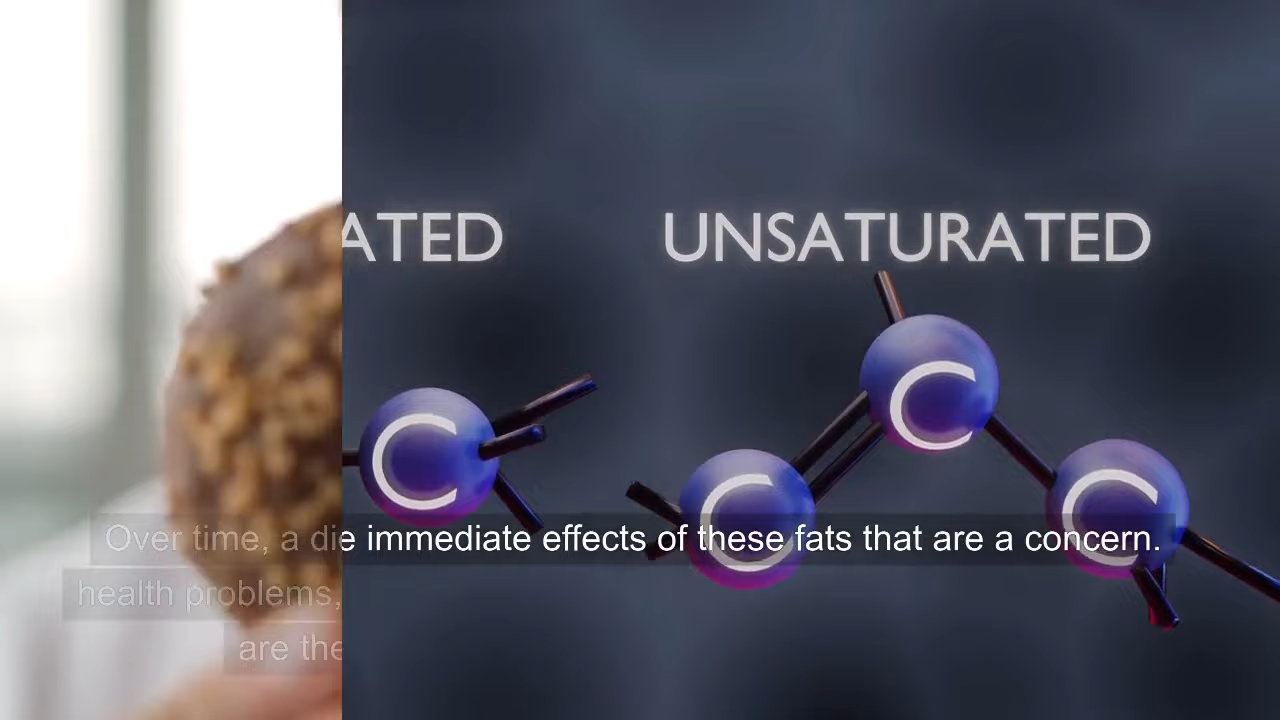 ATED UNSATURATED
C
C
C
C
Over time, a die immediate effects of these fats that are a concern.
health problems,
are the